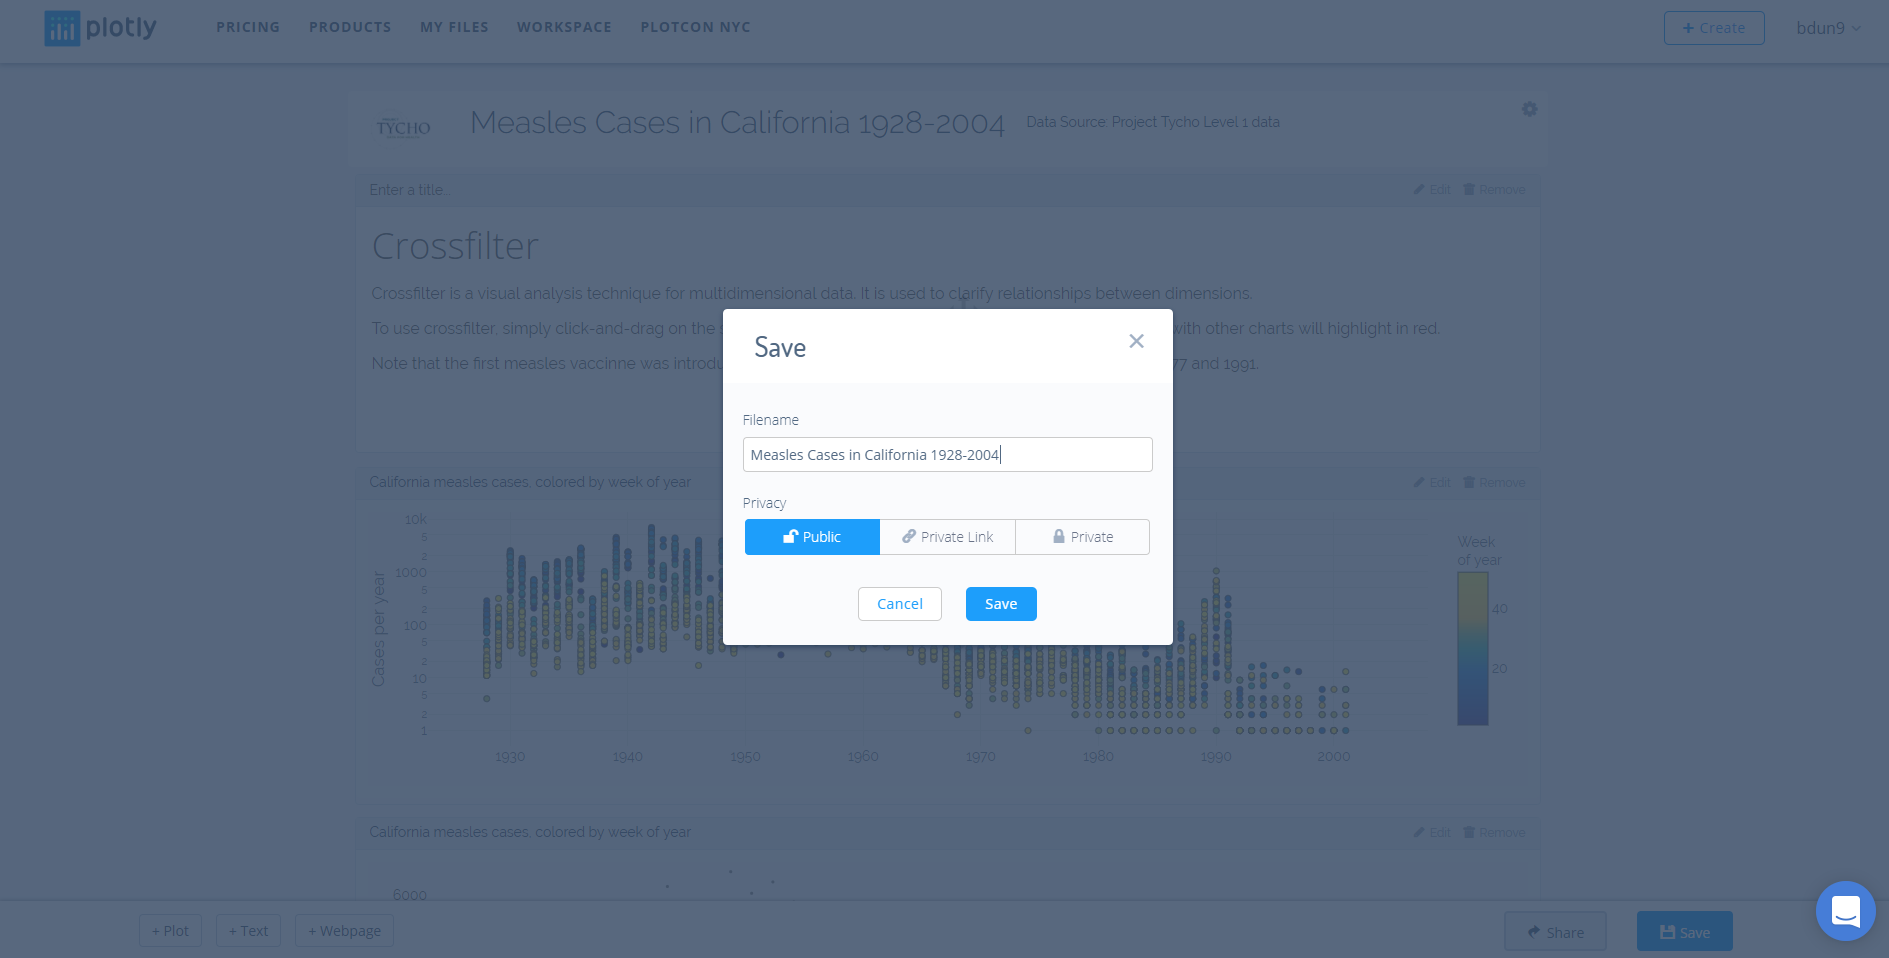 plotly PRICING PRODUCTS MY FILES WORKSPACE PLOTCON NYC + Create bdun9
TYCHO Measles Cases in California 1928-2004 Data Source: Project Tycho Level 1 data
Enter a title... Edit Remove
Crossfilter
Crossfilter is a visual analysis technique for multidimensional data. It is used to clarify relationships between dimensions.
To use crossfilter, simply click-and-drag on the s with other charts will highlight in red.
Note that the first measles vaccinne was introdu 77 and 1991.
Save
Filename
Measles Cases in California 1928-2004
Privacy
Public Private Link Private
Cancel Save
California measles cases, colored by week of year Edit Remove
Cases per year
10k
5
2
1000
5
2
100
5
2
10
5
2
1
1930 1940 1950 1960 1970 1980 1990 2000
Week
of year
40
20
California measles cases, colored by week of year Edit Remove
6000
+ Plot + Text + Webpage Share Save